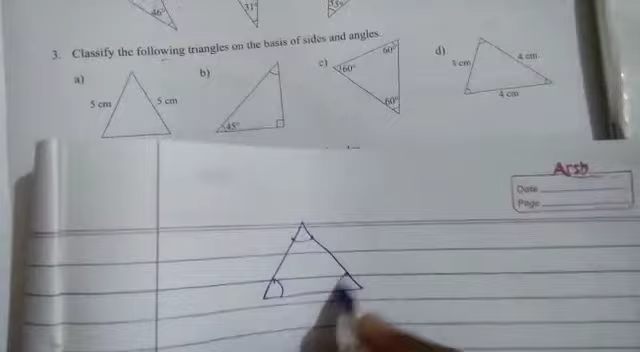 46° 31° 55°
3. Classify the following triangles on the basis of sides and angles.
a) b) c) d)
60° 4 cm
60° 3 cm
5 cm 5 cm
45° 60° 4 cm
Arsh
Date
Page